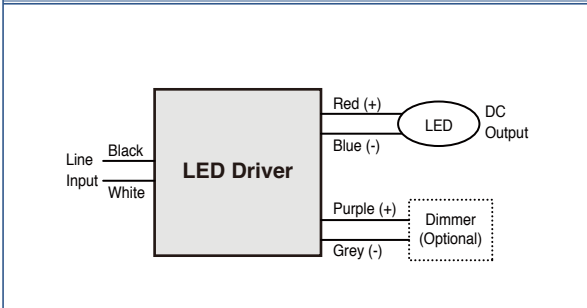 Line
Input
Black
White
LED Driver
Red (+)
Blue (-)
LED
DC
Output
Purple (+)
Grey (-)
Dimmer
(Optional)